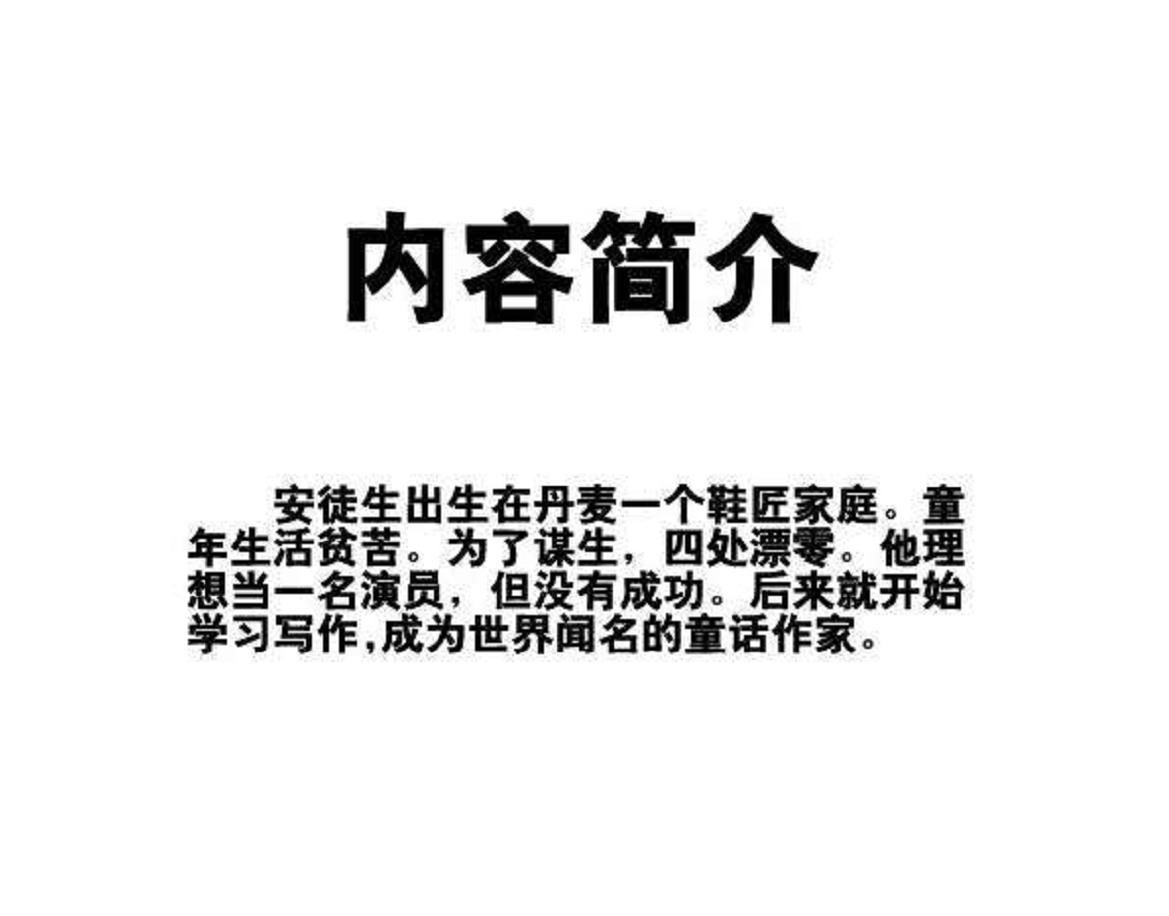 内容简介
安徒生出生在丹麦一个鞋匠家庭。童
年生活贫苦。为了谋生，四处漂零。他理
想当一名演员，但没有成功。后来就开始
学习写作,成为世界闻名的童话作家。